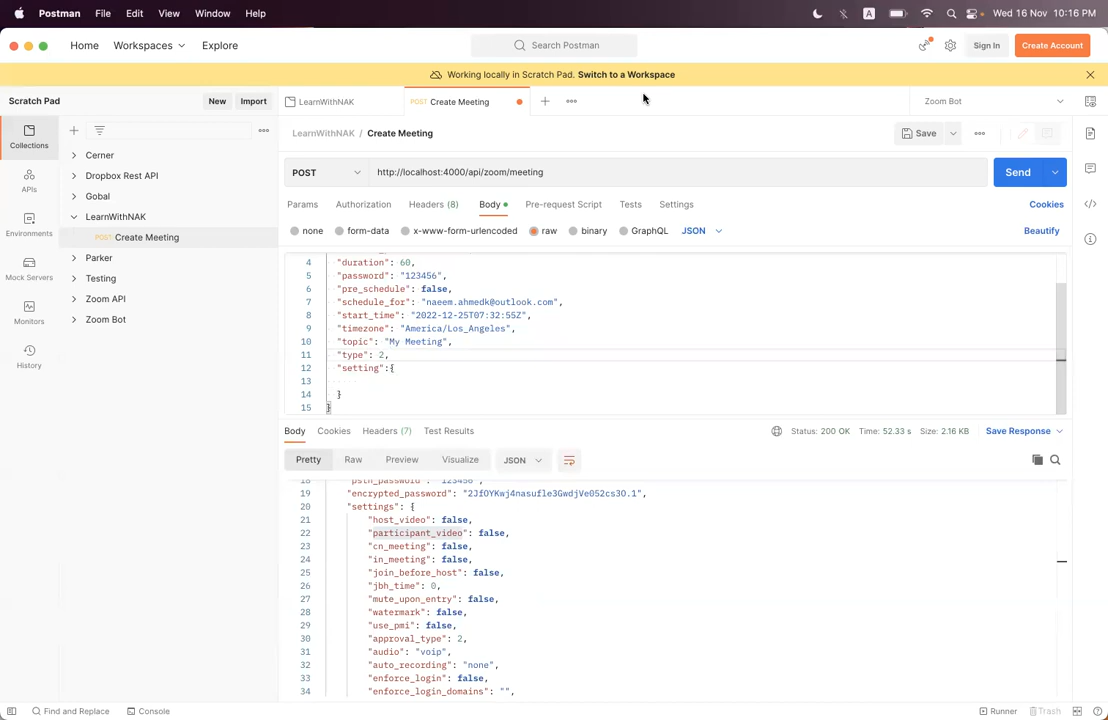 Postman File Edit View Window Help A Wed 16 Nov 10:16 PM
Home Workspaces Explore Search Postman Sign In Create Account
Working locally in Scratch Pad. Switch to a Workspace
Scratch Pad New Import LearnWithNAK POST Create Meeting Zoom Bot
LearnWithNAK / Create Meeting Save
POST http://localhost:4000/api/zoom/meeting Send
Params Authorization Headers (8) Body Pre-request Script Tests Settings Cookies
none form-data x-www-form-urlencoded raw binary GraphQL JSON Beautify
Collections
APIs
Environments
Mock Servers
Monitors
History
Cerner
Dropbox Rest API
Gobal
LearnWithNAK
POST Create Meeting
Parker
Testing
Zoom API
Zoom Bot
4 "duration": 60,
5 "password": "123456",
6 "pre_schedule": false,
7 "schedule_for": "naeem.ahmedk@outlook.com",
8 "start_time": "2022-12-25T07:32:55Z",
9 "timezone": "America/Los_Angeles",
10 "topic": "My Meeting",
11 "type": 2,
12 "setting":{
13
14 }
15 }
Body Cookies Headers (7) Test Results Status: 200 OK Time: 52.33 s Size: 2.16 KB Save Response
Pretty Raw Preview Visualize JSON
18 "pstn_password": "123456",
19 "encrypted_password": "2JfOYKwj4nasufle3GwdjVe052cs3O.1",
20 "settings": {
21 "host_video": false,
22 "participant_video": false,
23 "cn_meeting": false,
24 "in_meeting": false,
25 "join_before_host": false,
26 "jbh_time": 0,
27 "mute_upon_entry": false,
28 "watermark": false,
29 "use_pmi": false,
30 "approval_type": 2,
31 "audio": "voip",
32 "auto_recording": "none",
33 "enforce_login": false,
34 "enforce_login_domains": "",
Find and Replace Console Runner Trash